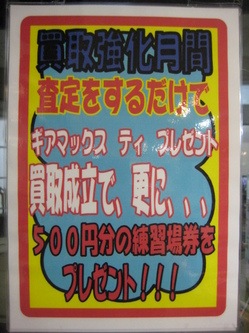 買取強化月間
査定をするだけで
ギアマックス ティ プレゼント
買取成立で、更に、、、
５００円分の練習場券を
プレゼント！！！